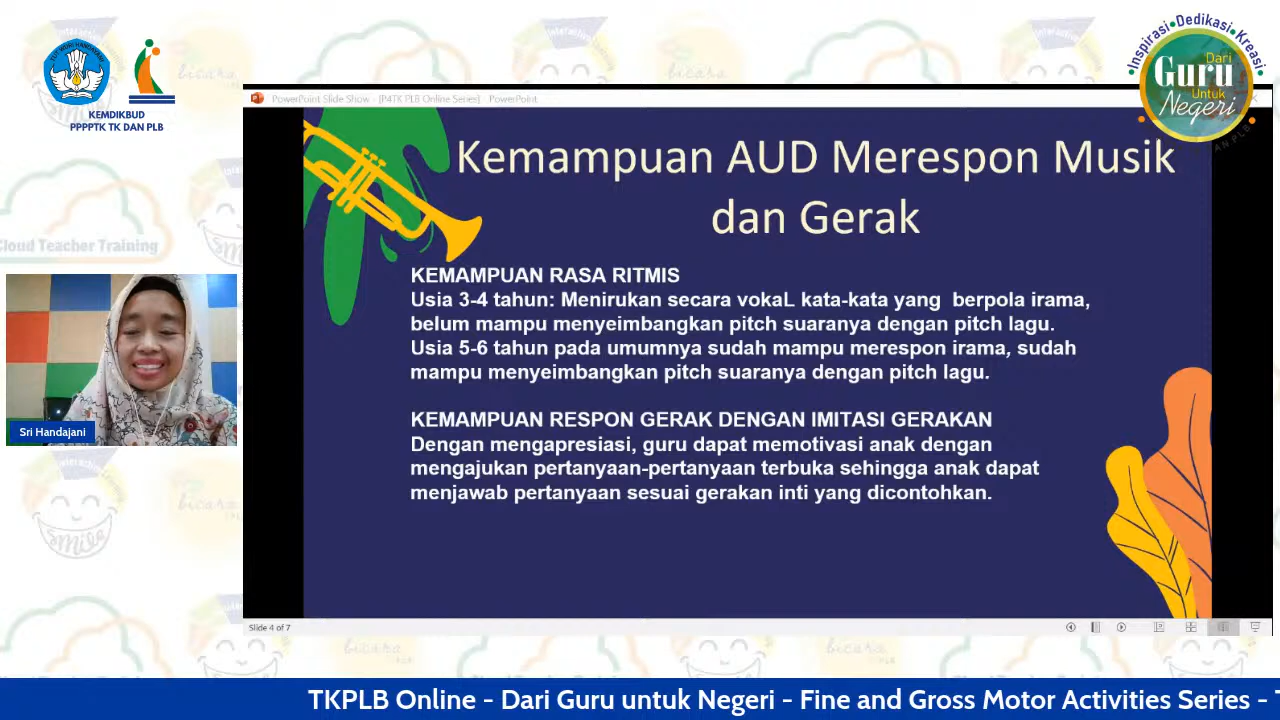 KEMDIKBUD
PPPPTK TK DAN PLB
Inspirasi • Dedikasi • Kreasi
Dari
Guru
Untuk
Negeri
PowerPoint Slide Show - [P4TK PLB Online Series] - PowerPoint
Kemampuan AUD Merespon Musik
dan Gerak
KEMAMPUAN RASA RITMIS
Usia 3-4 tahun: Menirukan secara vokaL kata-kata yang berpola irama,
belum mampu menyeimbangkan pitch suaranya dengan pitch lagu.
Usia 5-6 tahun pada umumnya sudah mampu merespon irama, sudah
mampu menyeimbangkan pitch suaranya dengan pitch lagu.
KEMAMPUAN RESPON GERAK DENGAN IMITASI GERAKAN
Dengan mengapresiasi, guru dapat memotivasi anak dengan
mengajukan pertanyaan-pertanyaan terbuka sehingga anak dapat
menjawab pertanyaan sesuai gerakan inti yang dicontohkan.
Cloud Teacher Training
Sri Handajani
smile
bicara
Slide 4 of 7
TKPLB Online - Dari Guru untuk Negeri - Fine and Gross Motor Activities Series -